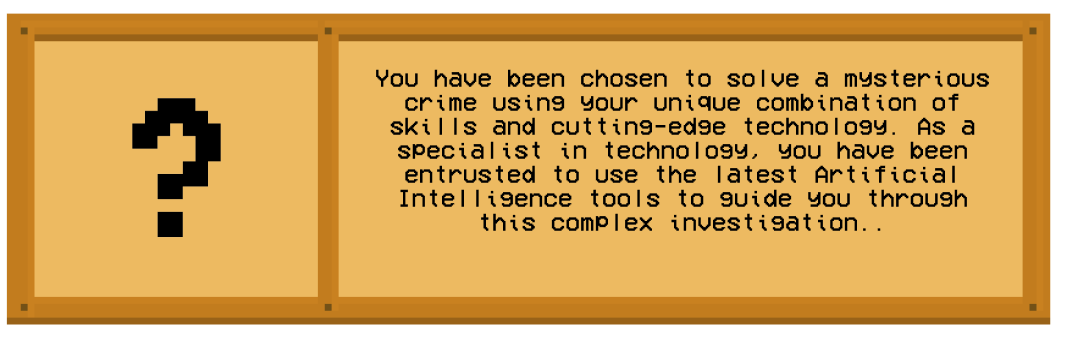 ?
You have been chosen to solve a mysterious
crime using your unique combination of
skills and cutting-edge technology. As a
specialist in technology, you have been
entrusted to use the latest Artificial
Intelligence tools to guide you through
this complex investigation..